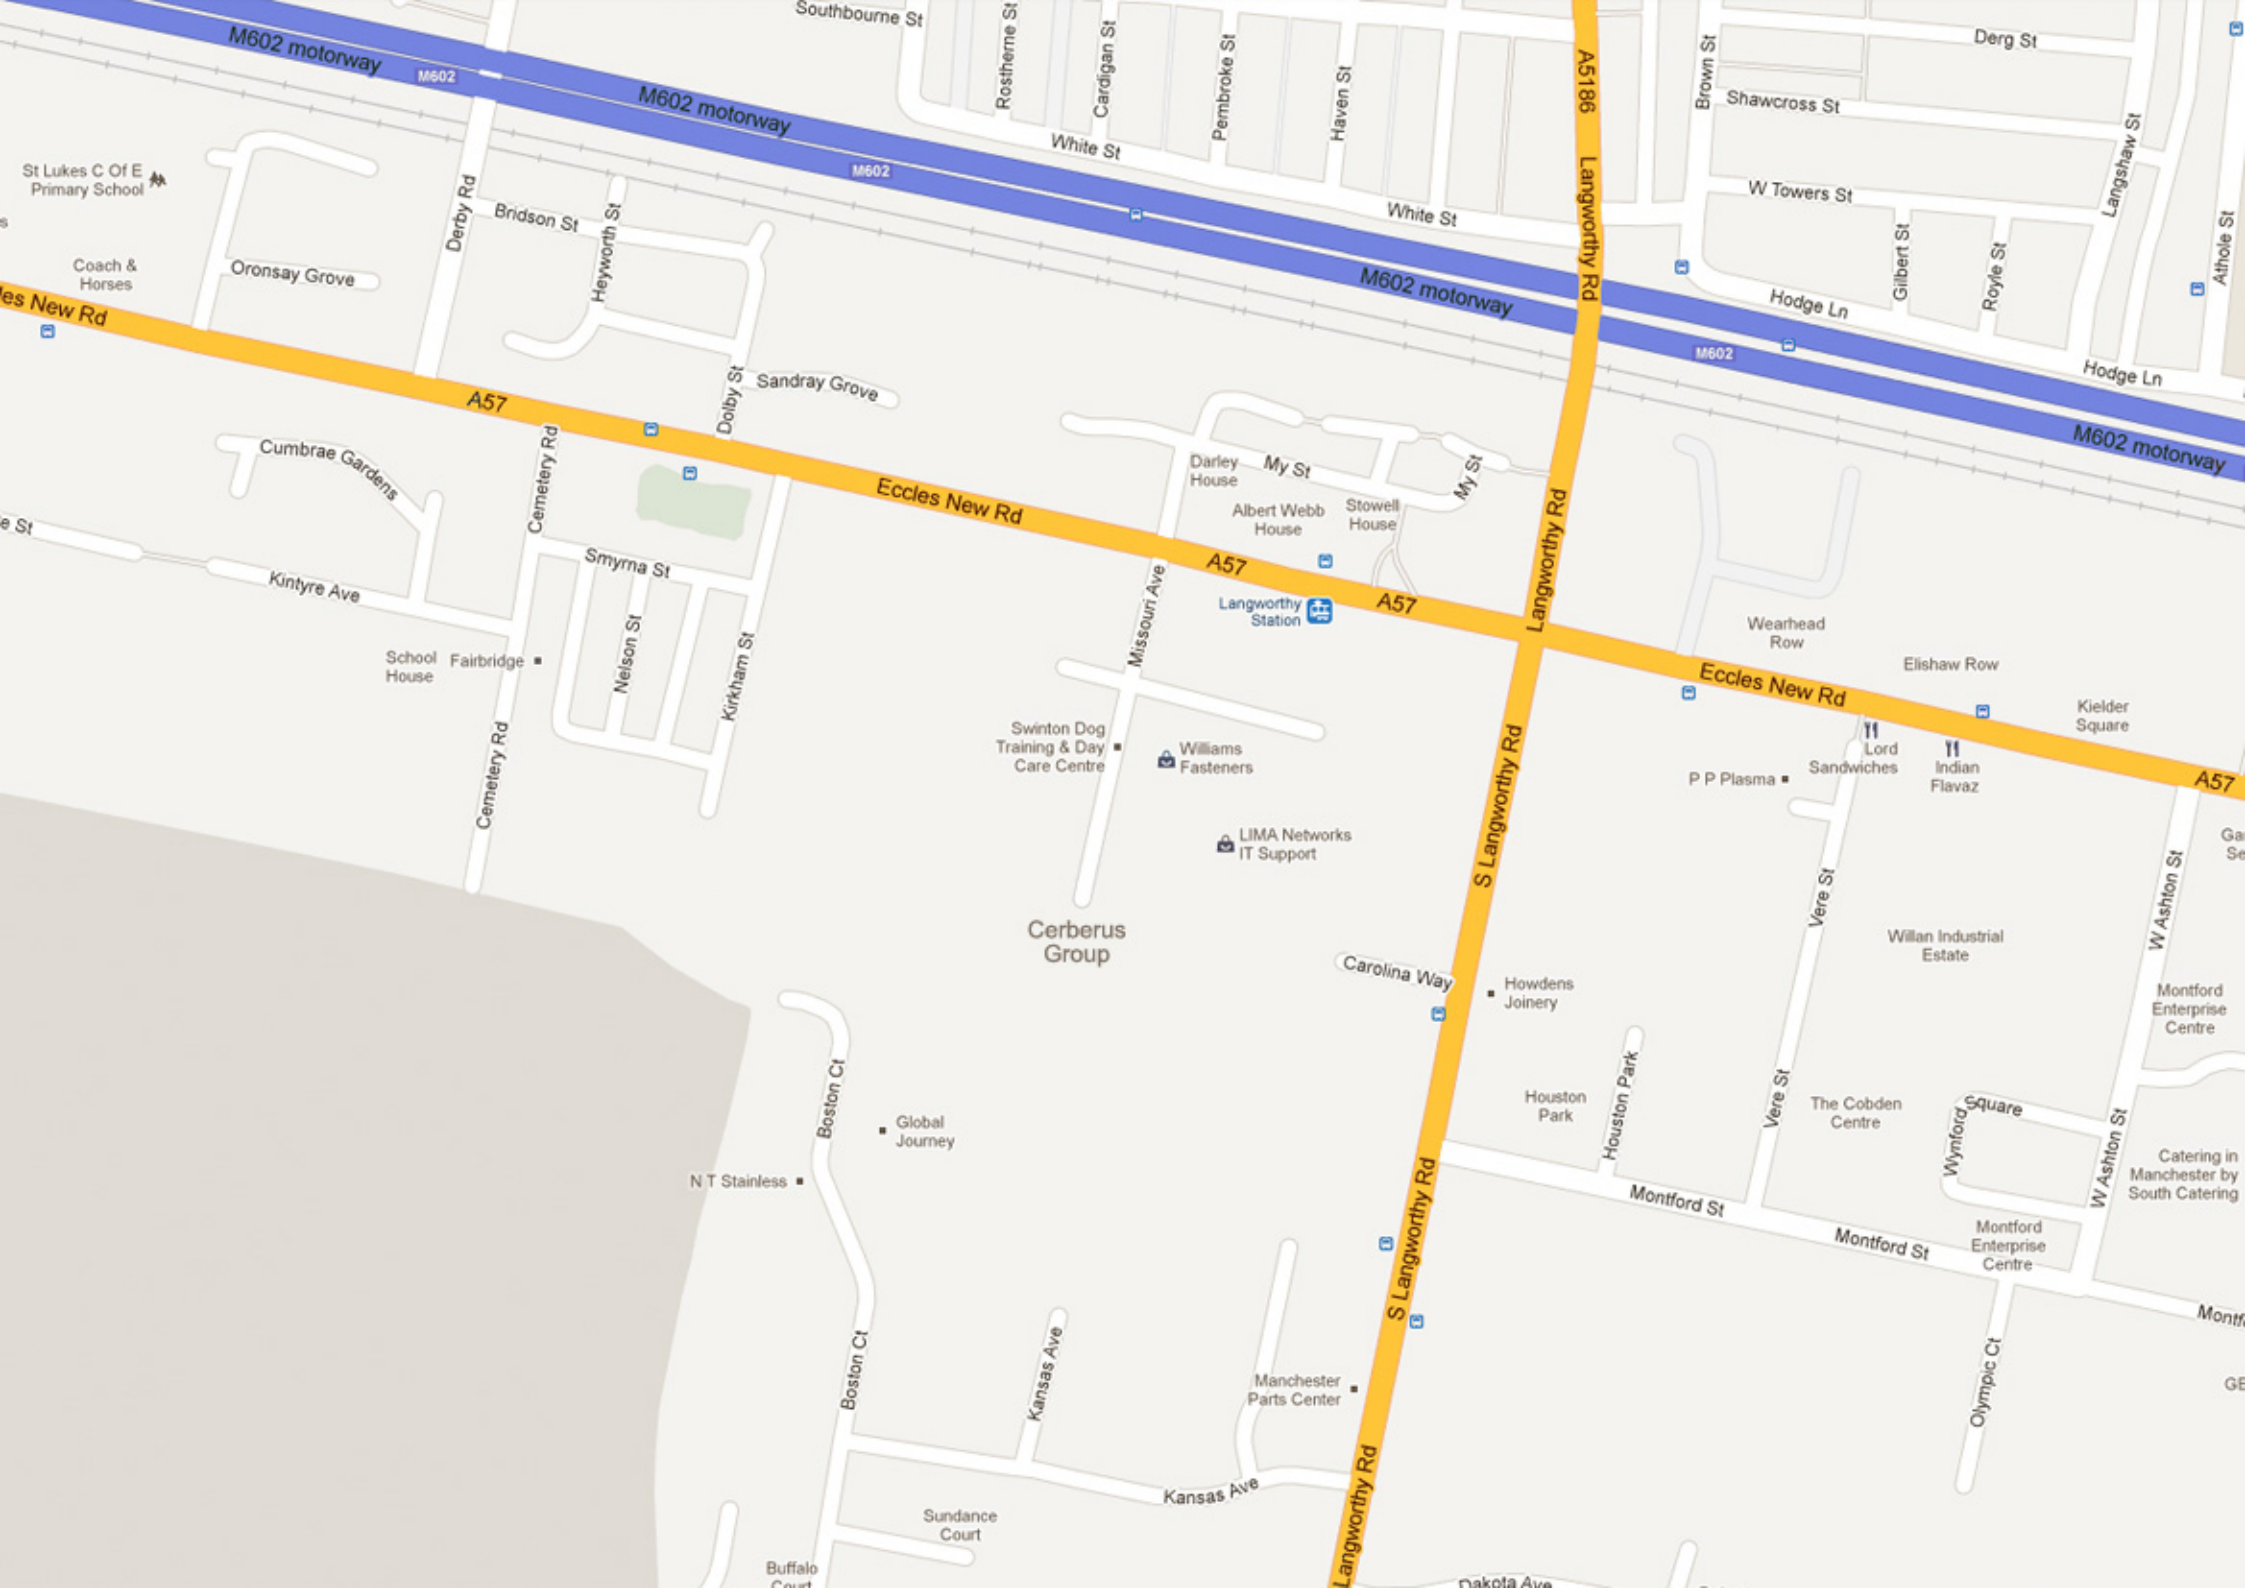 Southbourne St
Rostherne St
Cardigan St
Pembroke St
Haven St
A5186
Brown St
Derg St
M602 motorway
M602
M602 motorway
Shawcross St
Langshaw St
White St
M602
St Lukes C Of E
Primary School
Derby Rd
Bridson St
Heyworth St
White St
Langworthy Rd
W Towers St
Gilbert St
Royle St
Athole St
Coach &
Horses
Oronsay Grove
M602 motorway
Hodge Ln
les New Rd
M602
Hodge Ln
A57
Dolby St
Sandray Grove
M602 motorway
Cumbrae Gardens
Cemetery Rd
Eccles New Rd
Darley
House
My St
My St
Albert Webb
House
Stowell
House
Langworthy Rd
e St
Kintyre Ave
Smyrna St
A57
A57
Missouri Ave
Langworthy
Station
Wearhead
Row
Elishaw Row
School
House
Fairbridge
Nelson St
Kirkham St
Eccles New Rd
Kielder
Square
Cemetery Rd
Swinton Dog
Training & Day
Care Centre
Williams
Fasteners
S Langworthy Rd
Lord
Sandwiches
P P Plasma
Indian
Flavaz
A57
LIMA Networks
IT Support
Ga
Se
Vere St
W Ashton St
Cerberus
Group
Willan Industrial
Estate
Carolina Way
Howdens
Joinery
Montford
Enterprise
Centre
Boston Ct
Houston
Park
Houston Park
Vere St
The Cobden
Centre
Wynford
Square
W Ashton St
Global
Journey
N T Stainless
Catering in
Manchester by
South Catering
S Langworthy Rd
Montford St
Montford St
Montford
Enterprise
Centre
Montf
Boston Ct
Kansas Ave
Manchester
Parts Center
Olympic Ct
GE
Langworthy Rd
Kansas Ave
Sundance
Court
Buffalo
Court
Dakota Ave